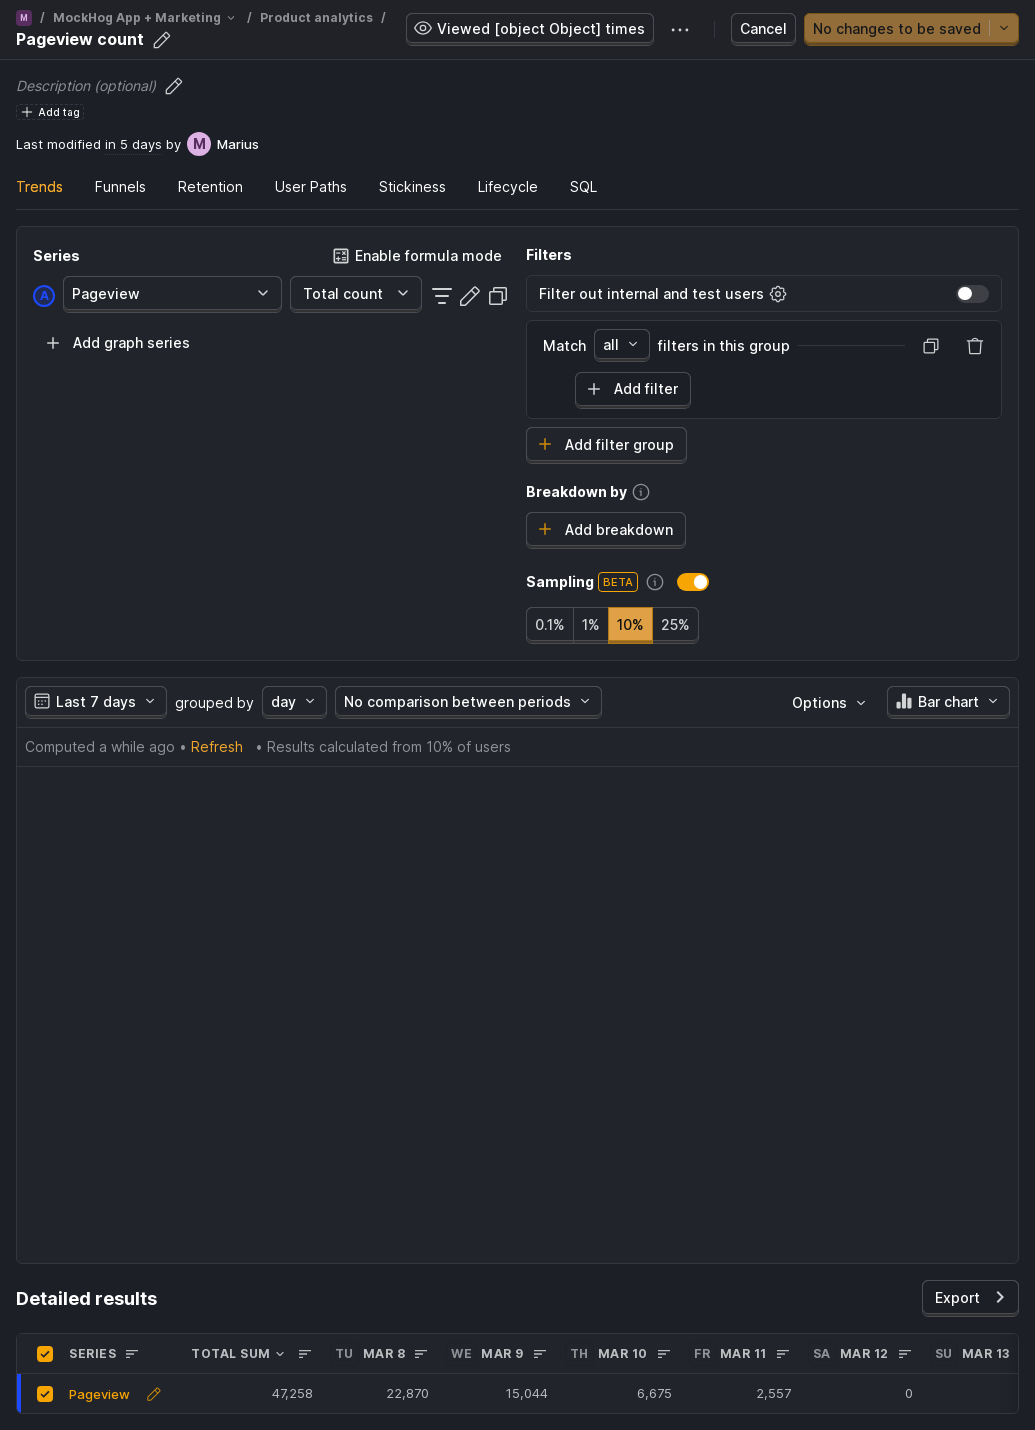 M / MockHog App + Marketing / Product analytics /
Pageview count
Viewed [object Object] times
Cancel
No changes to be saved
Description (optional)
Add tag
Last modified in 5 days by M Marius
Trends Funnels Retention User Paths Stickiness Lifecycle SQL
Series
Enable formula mode
A Pageview Total count
Add graph series
Filters
Filter out internal and test users
Match all filters in this group
Add filter
Add filter group
Breakdown by
Add breakdown
Sampling BETA
0.1% 1% 10% 25%
Last 7 days grouped by day No comparison between periods Options Bar chart
Computed a while ago • Refresh • Results calculated from 10% of users
Detailed results
Export
SERIES TOTAL SUM TU MAR 8 WE MAR 9 TH MAR 10 FR MAR 11 SA MAR 12 SU MAR 13
Pageview 47,258 22,870 15,044 6,675 2,557 0